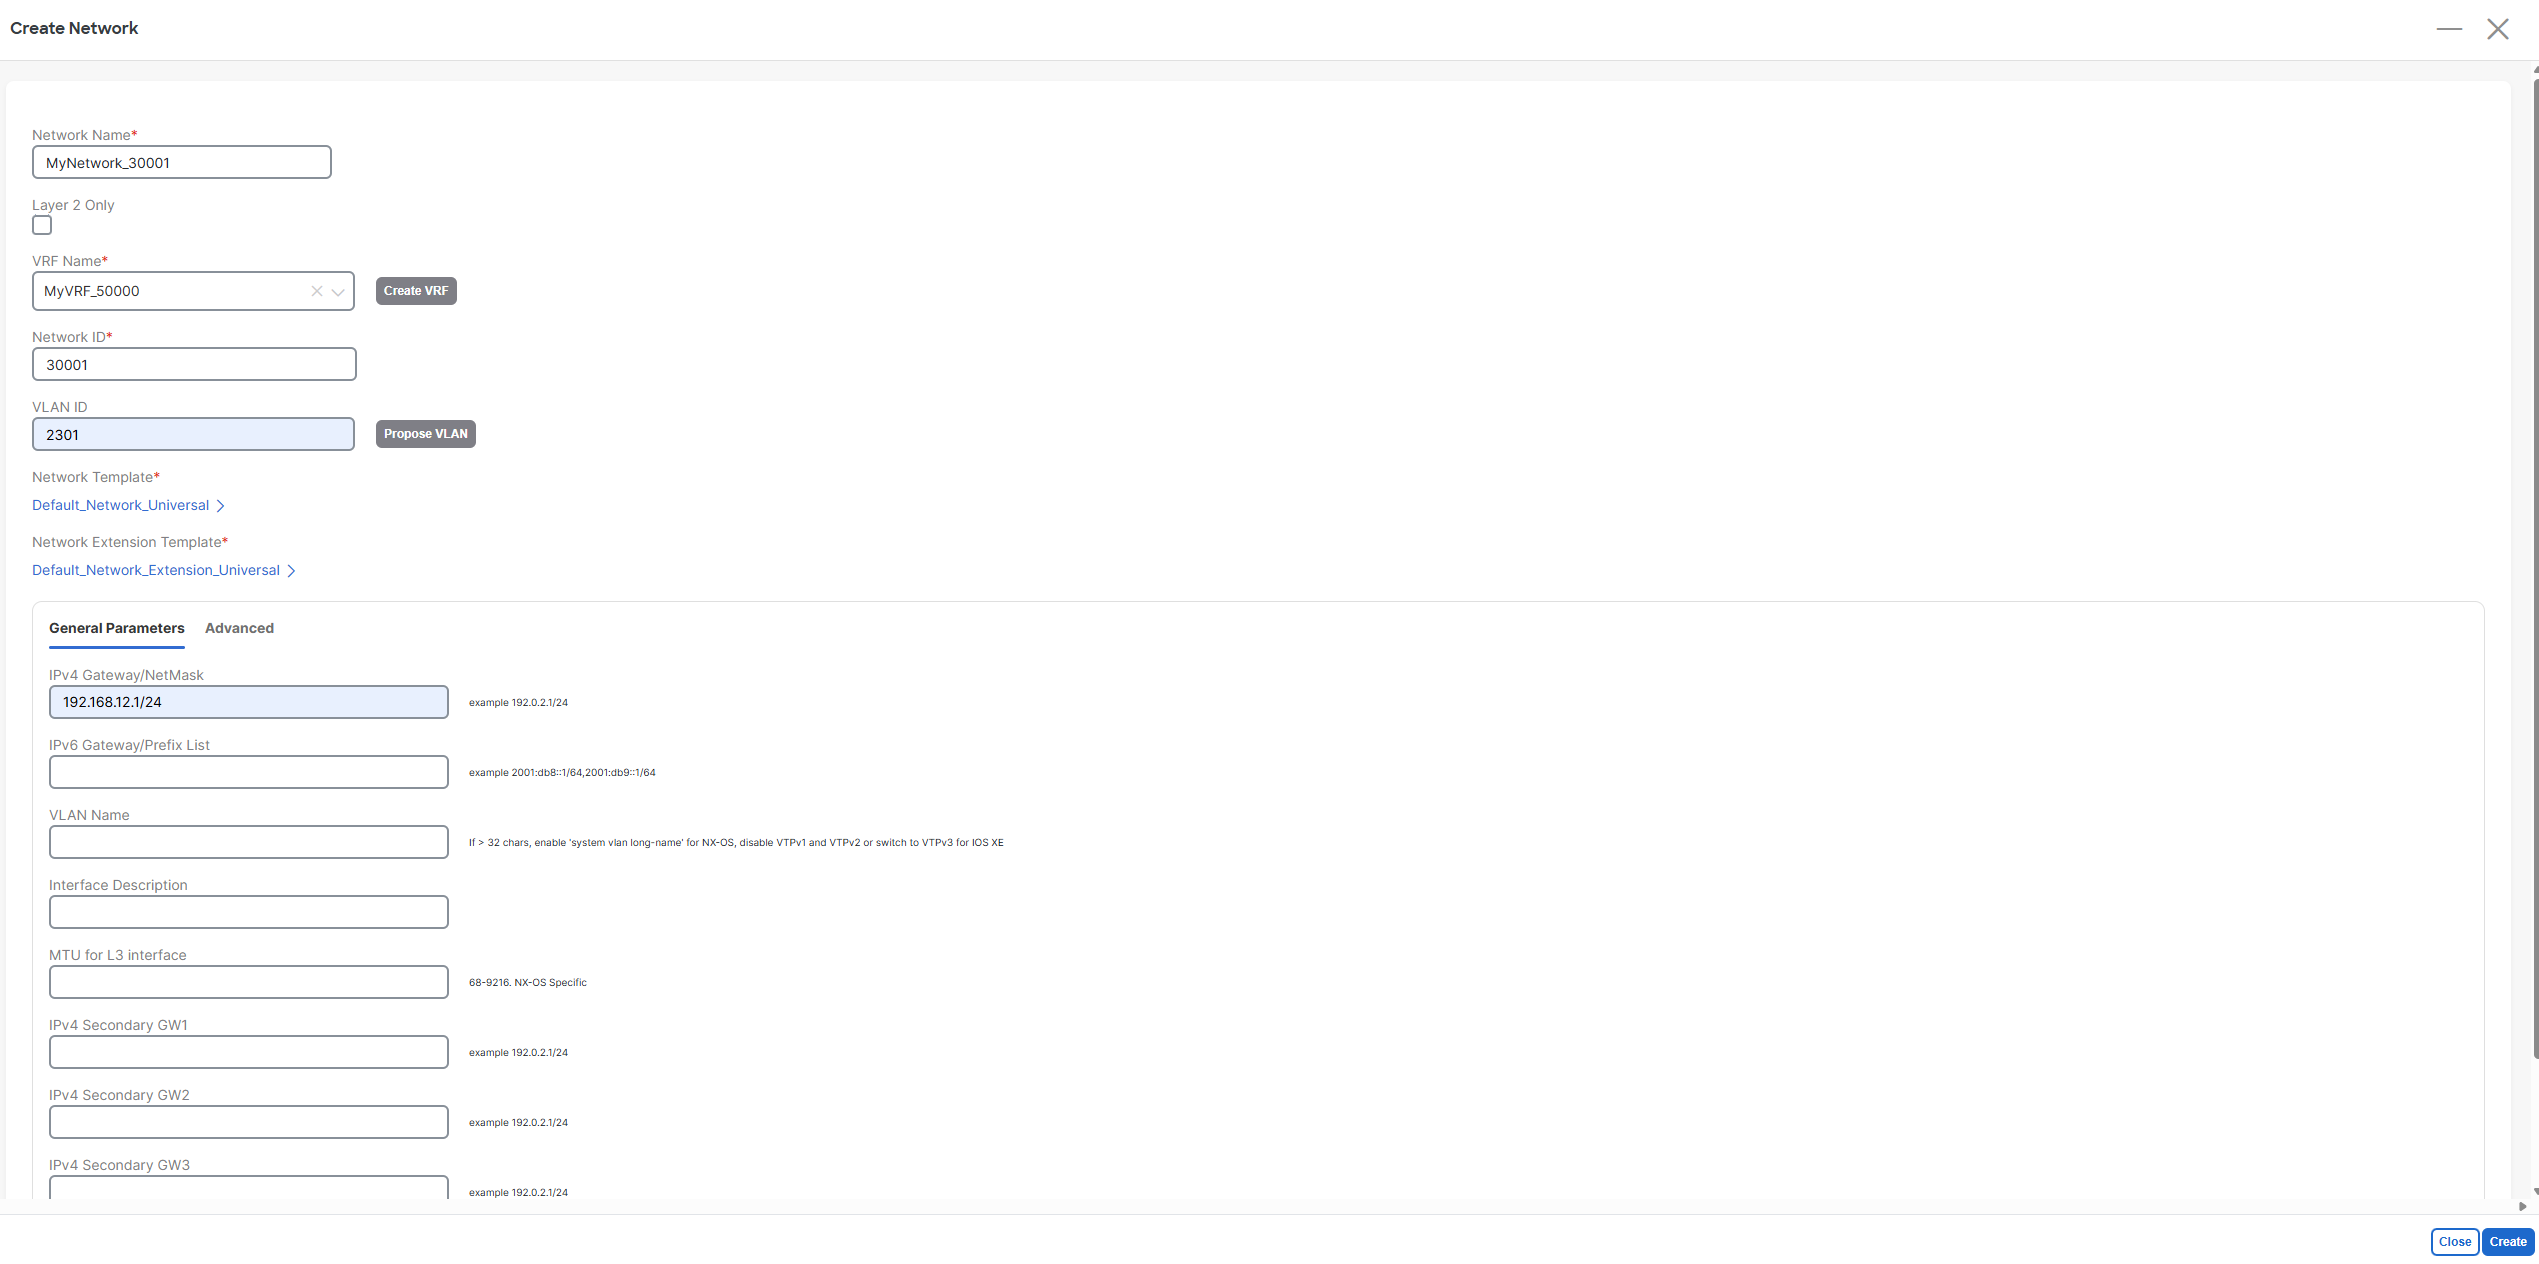 Create Network
Network Name*
MyNetwork_30001
Layer 2 Only
VRF Name*
MyVRF_50000
Create VRF
Network ID*
30001
VLAN ID
2301
Propose VLAN
Network Template*
Default_Network_Universal
Network Extension Template*
Default_Network_Extension_Universal
General Parameters Advanced
IPv4 Gateway/NetMask
192.168.12.1/24
example 192.0.2.1/24
IPv6 Gateway/Prefix List
example 2001:db8::1/64,2001:db9::1/64
VLAN Name
If > 32 chars, enable 'system vlan long-name' for NX-OS, disable VTPv1 and VTPv2 or switch to VTPv3 for IOS XE
Interface Description
MTU for L3 interface
68-9216. NX-OS Specific
IPv4 Secondary GW1
example 192.0.2.1/24
IPv4 Secondary GW2
example 192.0.2.1/24
IPv4 Secondary GW3
example 192.0.2.1/24
Close Create